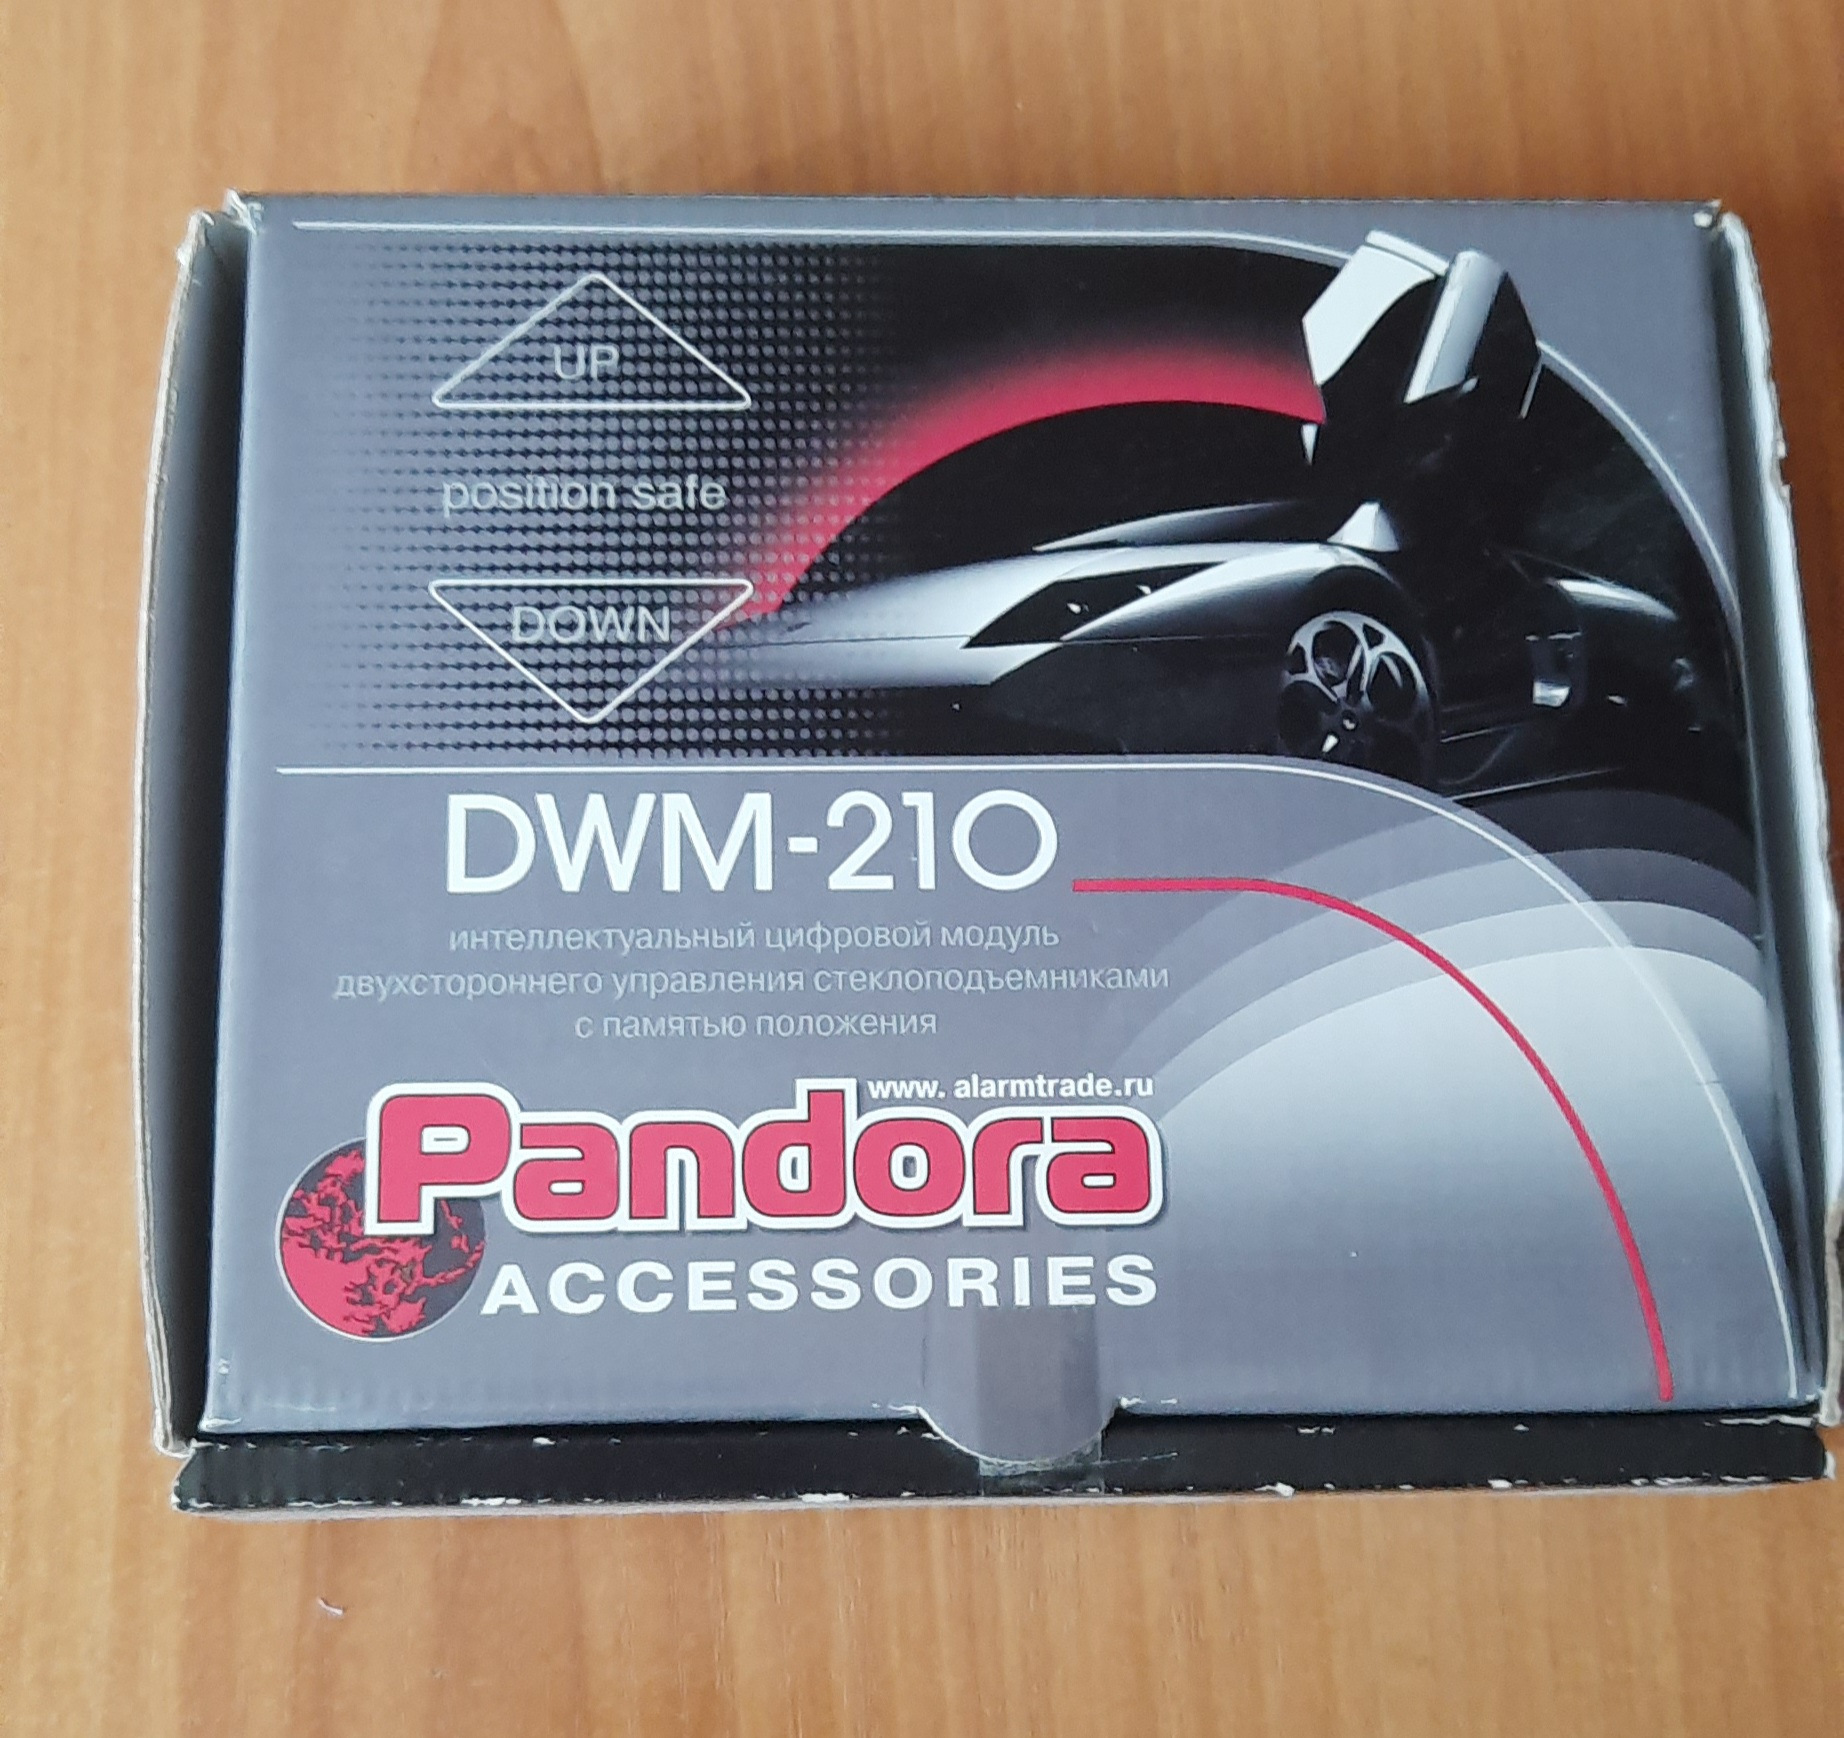 UP
position safe
DOWN
DWM-210
интеллектуальный цифровой модуль
двухстороннего управления стеклоподъемниками
с памятью положения
www. alarmtrade.ru
Pandora
ACCESSORIES